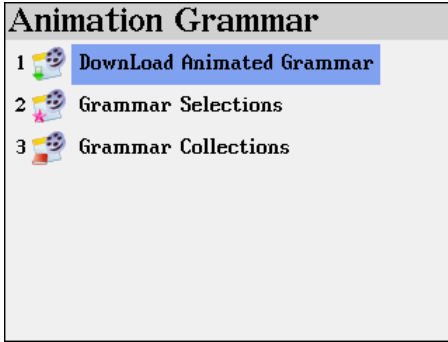 Animation Grammar
1 DownLoad Animated Grammar
2 Grammar Selections
3 Grammar Collections